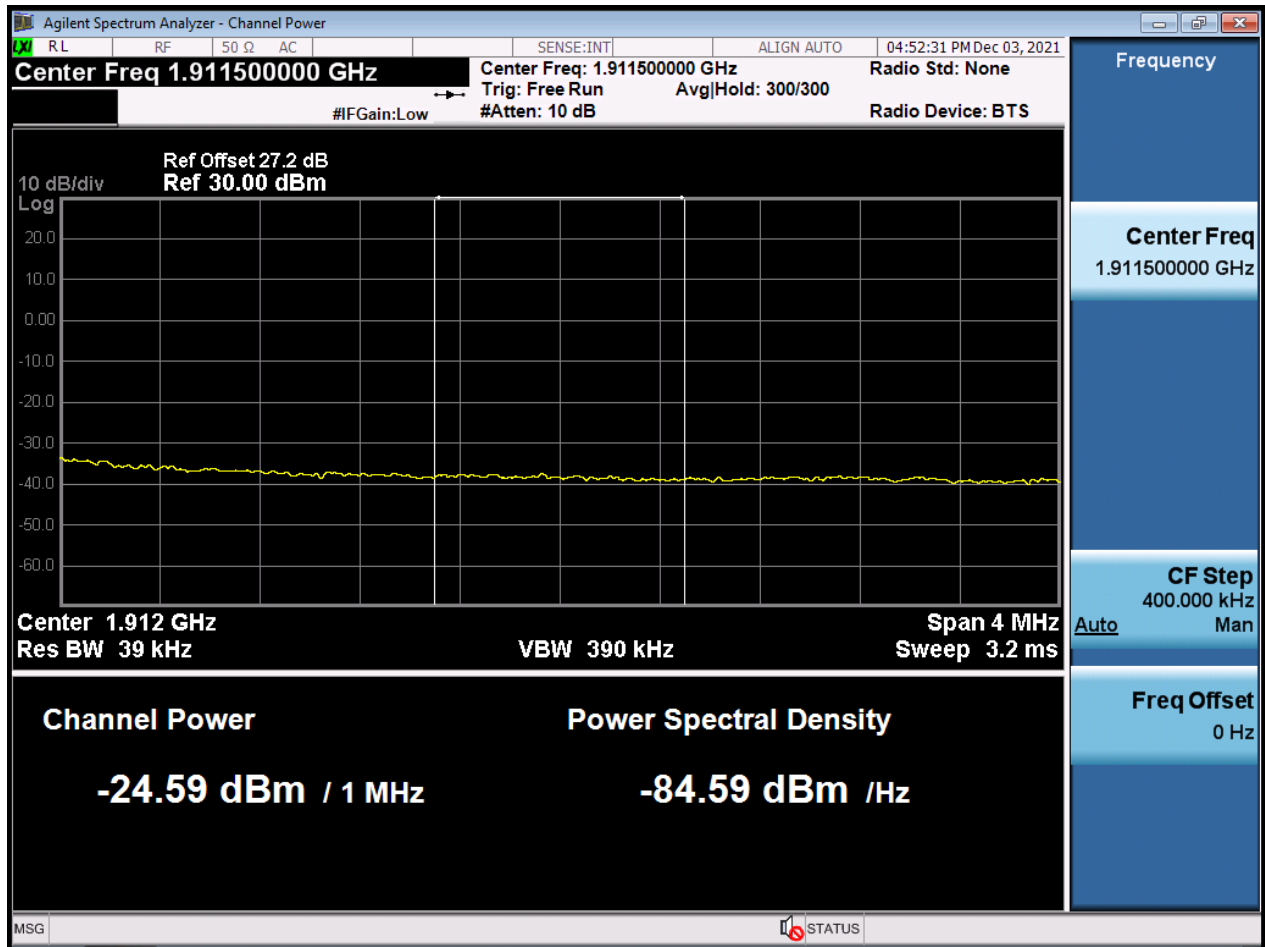 Agilent Spectrum Analyzer - Channel Power
LXI RL RF 50 Ω AC SENSE:INT ALIGN AUTO 04:52:31 PM Dec 03, 2021
Center Freq 1.911500000 GHz
#IFGain:Low
Center Freq: 1.911500000 GHz
Trig: Free Run Avg|Hold: 300/300
#Atten: 10 dB
Radio Std: None
Radio Device: BTS
Ref Offset 27.2 dB
10 dB/div Ref 30.00 dBm
Log
20.0
10.0
0.00
-10.0
-20.0
-30.0
-40.0
-50.0
-60.0
Center 1.912 GHz Span 4 MHz
Res BW 39 kHz VBW 390 kHz Sweep 3.2 ms
Channel Power Power Spectral Density
-24.59 dBm / 1 MHz -84.59 dBm /Hz
Frequency
Center Freq
1.911500000 GHz
CF Step
400.000 kHz
Auto Man
Freq Offset
0 Hz
MSG STATUS